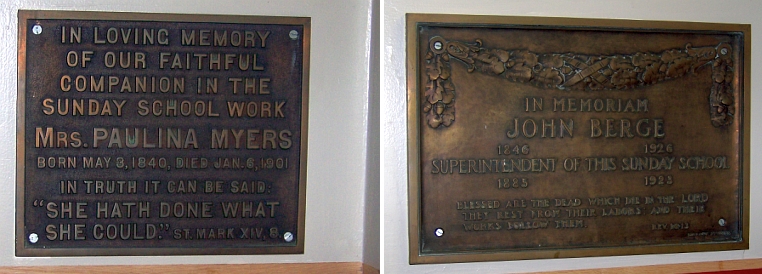 IN LOVING MEMORY
OF OUR FAITHFUL
COMPANION IN THE
SUNDAY SCHOOL WORK
MRS. PAULINA MYERS
BORN MAY 3, 1840, DIED JAN. 6, 1901
IN TRUTH IT CAN BE SAID:
"SHE HATH DONE WHAT
SHE COULD." ST. MARK XIV, 8
IN MEMORIAM
JOHN BERGE
1846 1926
SUPERINTENDENT OF THIS SUNDAY SCHOOL
1885 1923
BLESSED ARE THE DEAD WHICH DIE IN THE LORD
THEY REST FROM THEIR LABORS AND THEIR
WORKS FOLLOW THEM REV